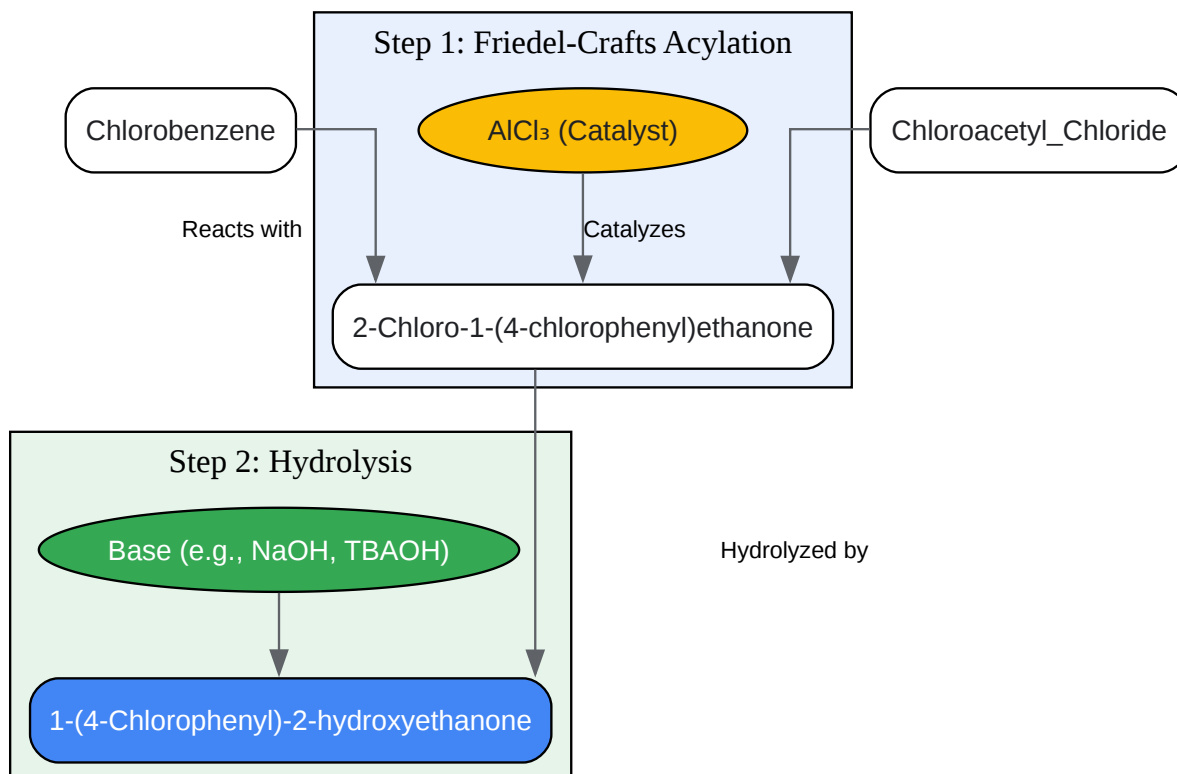 Step 1: Friedel-Crafts Acylation
Chlorobenzene
AlCl₃ (Catalyst)
Chloroacetyl_Chloride
Reacts with
Catalyzes
2-Chloro-1-(4-chlorophenyl)ethanone
Step 2: Hydrolysis
Base (e.g., NaOH, TBAOH)
Hydrolyzed by
1-(4-Chlorophenyl)-2-hydroxyethanone